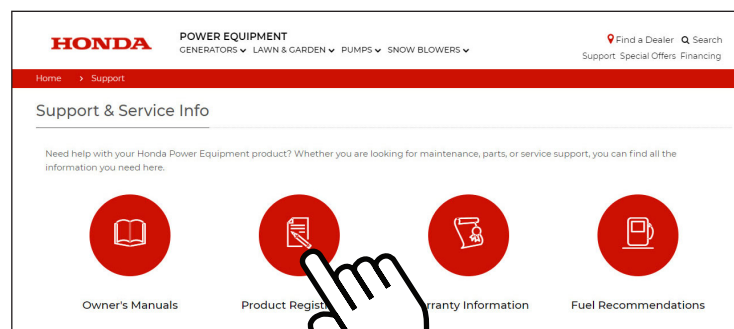 HONDA
POWER EQUIPMENT
GENERATORS LAWN & GARDEN PUMPS SNOW BLOWERS
Find a Dealer Search
Support Special Offers Financing
Home > Support
Support & Service Info
Need help with your Honda Power Equipment product? Whether you are looking for maintenance, parts, or service support, you can find all the
information you need here.
Owner's Manuals
Product Regist
rranty Information
Fuel Recommendations